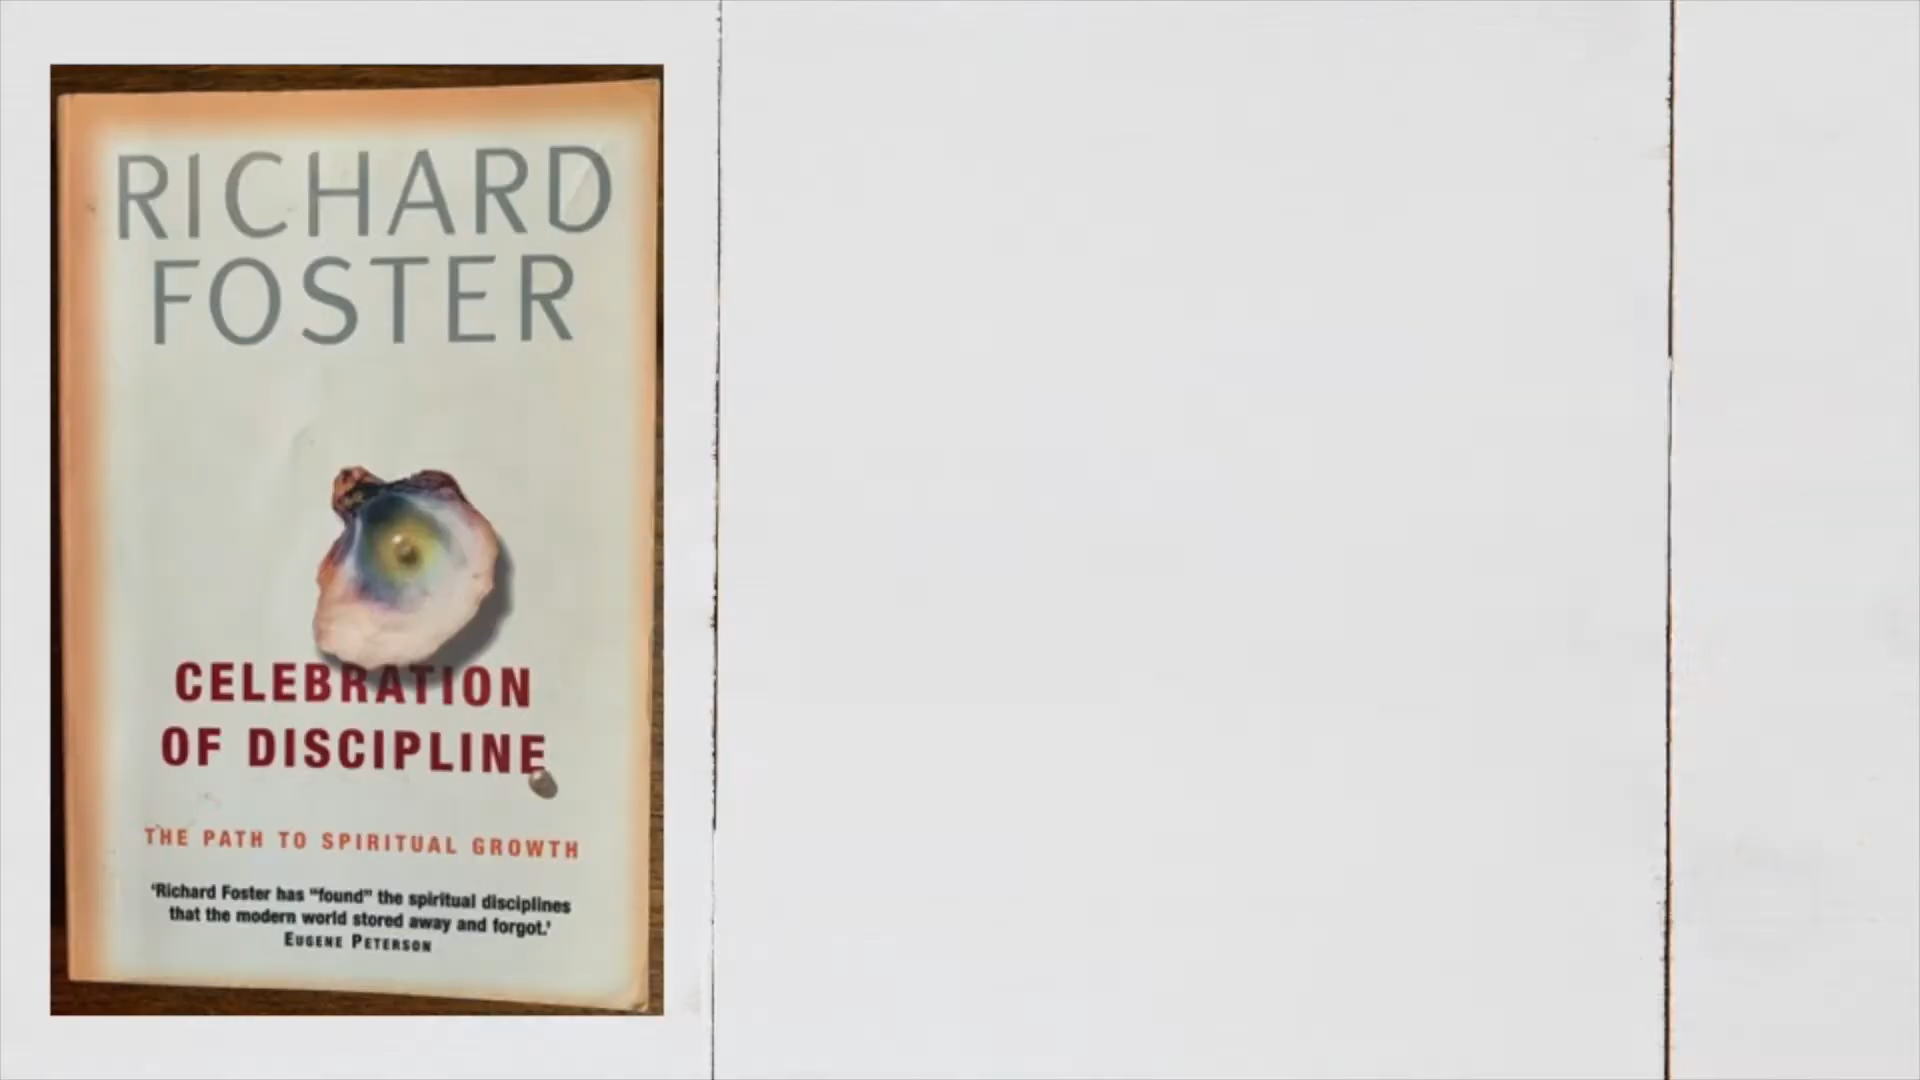 RICHARD
FOSTER
CELEBRATION
OF DISCIPLINE
THE PATH TO SPIRITUAL GROWTH
'Richard Foster has "found" the spiritual disciplines
that the modern world stored away and forgot.'
EUGENE PETERSON